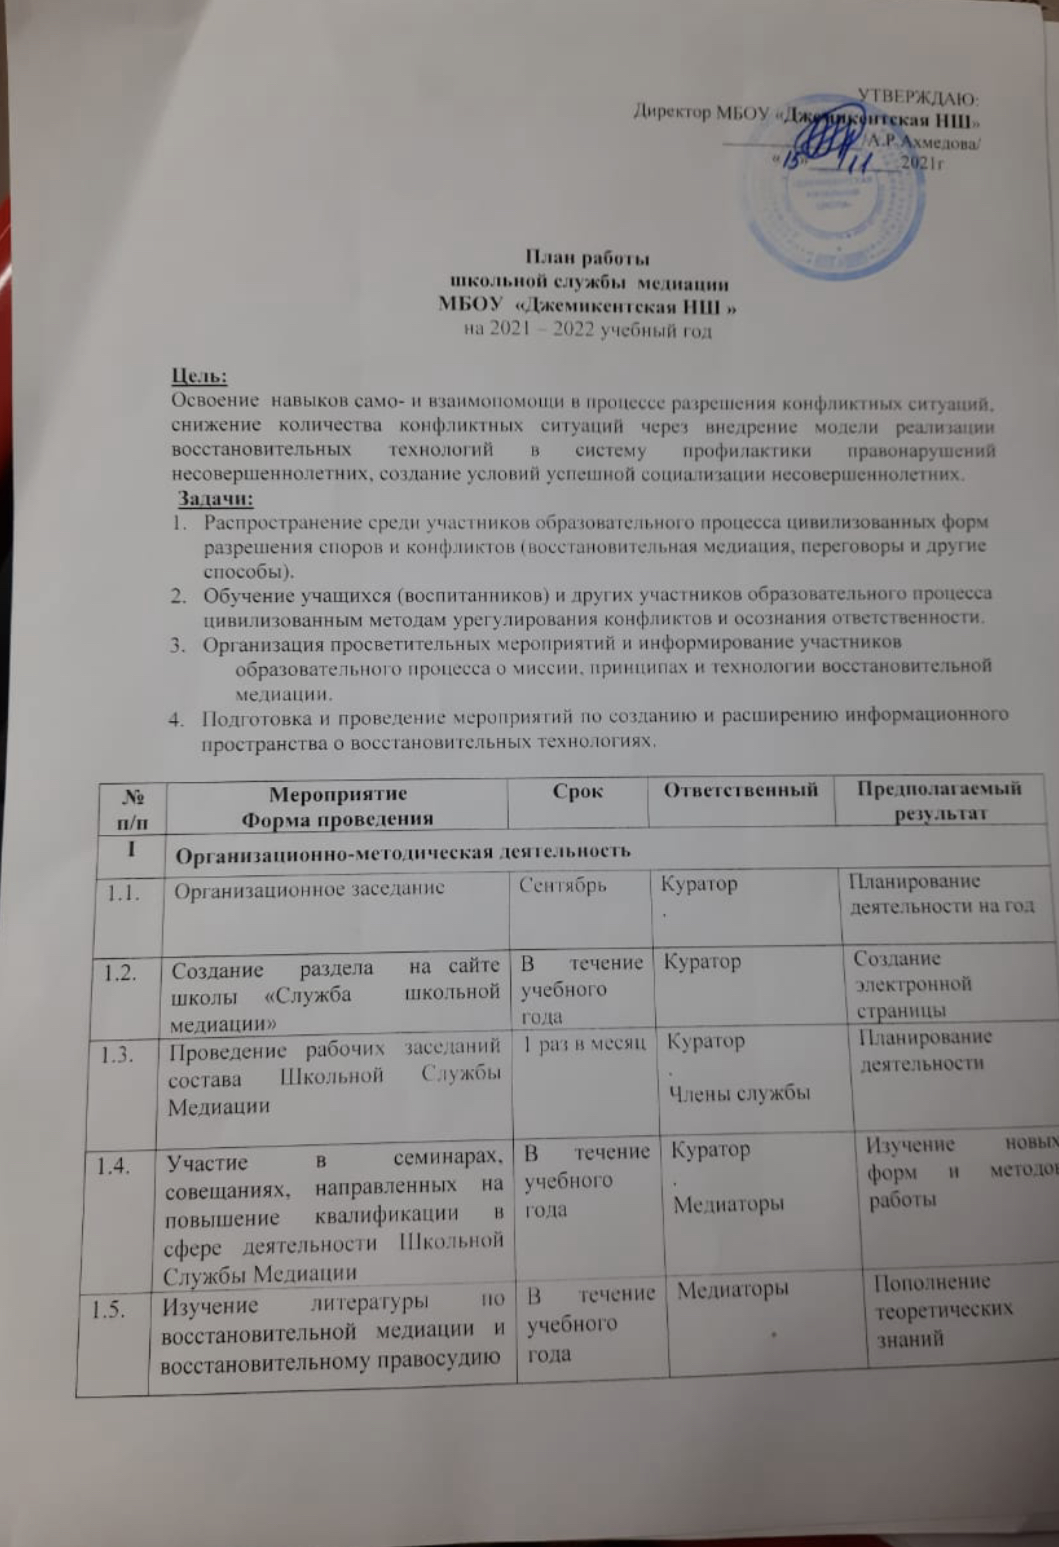 УТВЕРЖДАЮ:
Директор МБОУ «Джемикентская НШ»
/А.Р.Ахмедова/
«15» 11 2021г
План работы
школьной службы медиации
МБОУ «Джемикентская НШ »
на 2021 – 2022 учебный год
Цель:
Освоение навыков само- и взаимопомощи в процессе разрешения конфликтных ситуаций,
снижение количества конфликтных ситуаций через внедрение модели реализации
восстановительных технологий в систему профилактики правонарушений
несовершеннолетних, создание условий успешной социализации несовершеннолетних.
Задачи:
1. Распространение среди участников образовательного процесса цивилизованных форм
разрешения споров и конфликтов (восстановительная медиация, переговоры и другие
способы).
2. Обучение учащихся (воспитанников) и других участников образовательного процесса
цивилизованным методам урегулирования конфликтов и осознания ответственности.
3. Организация просветительных мероприятий и информирование участников
образовательного процесса о миссии, принципах и технологии восстановительной
медиации.
4. Подготовка и проведение мероприятий по созданию и расширению информационного
пространства о восстановительных технологиях.
№
п/п
Мероприятие
Форма проведения
Срок
Ответственный
Предполагаемый
результат
I
Организационно-методическая деятельность
1.1.
Организационное заседание
Сентябрь
Куратор
.
Планирование
деятельности на год
1.2.
Создание раздела на сайте
школы «Служба школьной
медиации»
В течение
учебного
года
Куратор
Создание
электронной
страницы
1.3.
Проведение рабочих заседаний
состава Школьной Службы
Медиации
1 раз в месяц
Куратор
.
Члены службы
Планирование
деятельности
1.4.
Участие в семинарах,
совещаниях, направленных на
повышение квалификации в
сфере деятельности Школьной
Службы Медиации
В течение
учебного
года
Куратор
.
Медиаторы
Изучение новых
форм и методов
работы
1.5.
Изучение литературы по
восстановительной медиации и
восстановительному правосудию
В течение
учебного
года
Медиаторы
Пополнение
теоретических
знаний